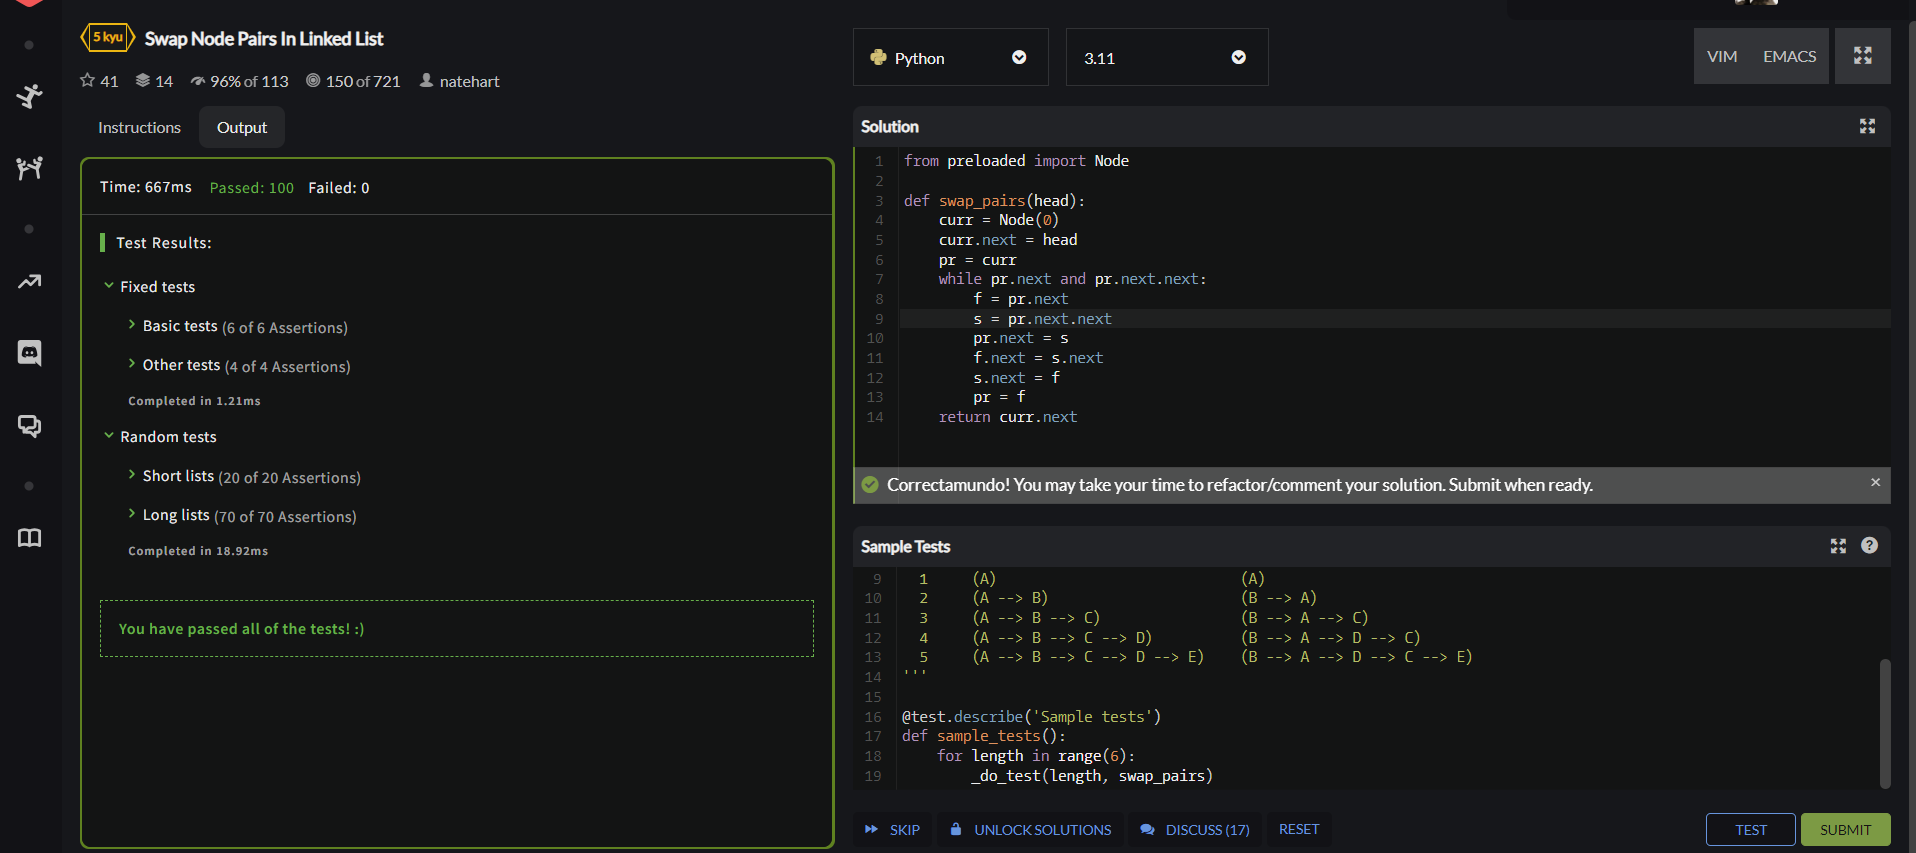 5 kyu
Swap Node Pairs In Linked List
41 14 96% of 113 150 of 721 natehart
Instructions Output
Time: 667ms Passed: 100 Failed: 0
Test Results:
Fixed tests
Basic tests (6 of 6 Assertions)
Other tests (4 of 4 Assertions)
Completed in 1.21ms
Random tests
Short lists (20 of 20 Assertions)
Long lists (70 of 70 Assertions)
Completed in 18.92ms
You have passed all of the tests! :)
Python 3.11 VIM EMACS
Solution
1 from preloaded import Node
2
3 def swap_pairs(head):
4     curr = Node(0)
5     curr.next = head
6     pr = curr
7     while pr.next and pr.next.next:
8         f = pr.next
9         s = pr.next.next
10         pr.next = s
11         f.next = s.next
12         s.next = f
13         pr = f
14     return curr.next
Correctamundo! You may take your time to refactor/comment your solution. Submit when ready. ×
Sample Tests ?
9   1     (A)     (A)
10   2     (A --> B)     (B --> A)
11   3     (A --> B --> C)     (B --> A --> C)
12   4     (A --> B --> C --> D)     (B --> A --> D --> C)
13   5     (A --> B --> C --> D --> E)     (B --> A --> D --> C --> E)
14 '''
15
16 @test.describe('Sample tests')
17 def sample_tests():
18     for length in range(6):
19         _do_test(length, swap_pairs)
SKIP UNLOCK SOLUTIONS DISCUSS (17) RESET TEST SUBMIT